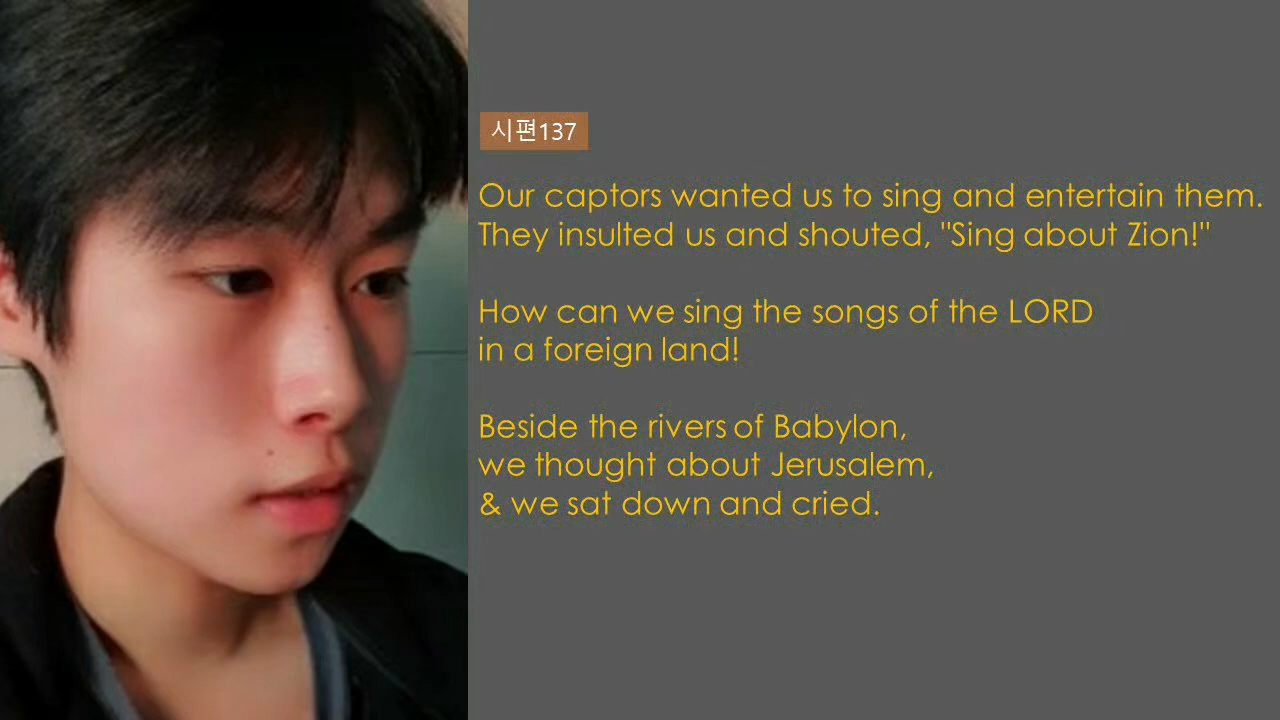 시편137
Our captors wanted us to sing and entertain them.
They insulted us and shouted, "Sing about Zion!"
How can we sing the songs of the LORD
in a foreign land!
Beside the rivers of Babylon,
we thought about Jerusalem,
& we sat down and cried.